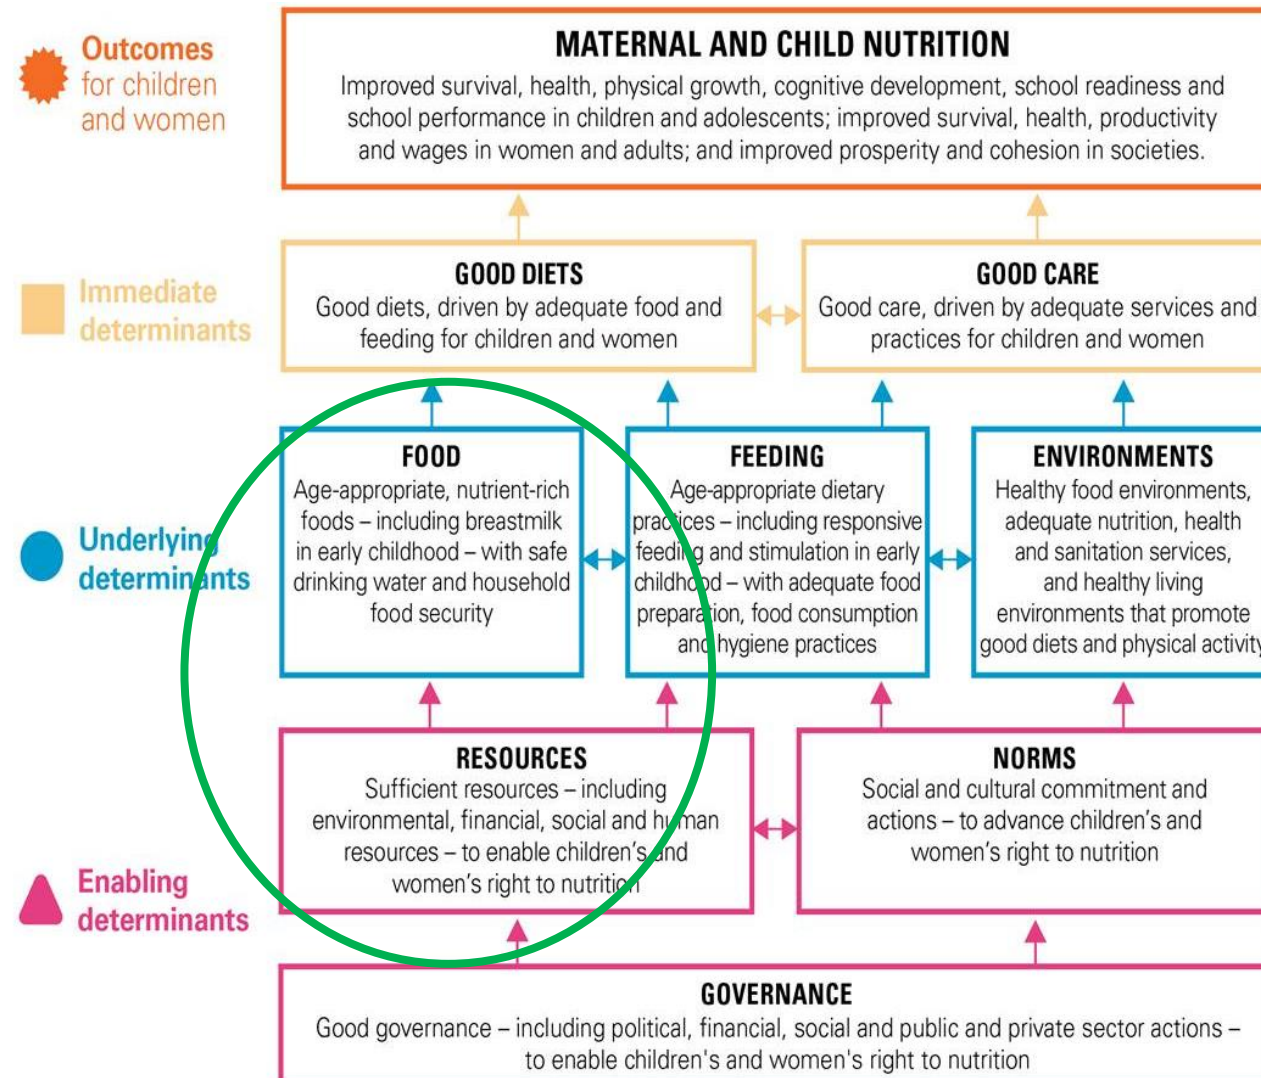 Outcomes
for children
and women
MATERNAL AND CHILD NUTRITION
Improved survival, health, physical growth, cognitive development, school readiness and
school performance in children and adolescents; improved survival, health, productivity
and wages in women and adults; and improved prosperity and cohesion in societies.
Immediate
determinants
GOOD DIETS
Good diets, driven by adequate food and
feeding for children and women
GOOD CARE
Good care, driven by adequate services and
practices for children and women
Underlying
determinants
FOOD
Age-appropriate, nutrient-rich
foods – including breastmilk
in early childhood – with safe
drinking water and household
food security
FEEDING
Age-appropriate dietary
practices – including responsive
feeding and stimulation in early
childhood – with adequate food
preparation, food consumption
and hygiene practices
ENVIRONMENTS
Healthy food environments,
adequate nutrition, health
and sanitation services,
and healthy living
environments that promote
good diets and physical activity
Enabling
determinants
RESOURCES
Sufficient resources – including
environmental, financial, social and human
resources – to enable children's and
women's right to nutrition
NORMS
Social and cultural commitment and
actions – to advance children's and
women's right to nutrition
GOVERNANCE
Good governance – including political, financial, social and public and private sector actions –
to enable children's and women's right to nutrition